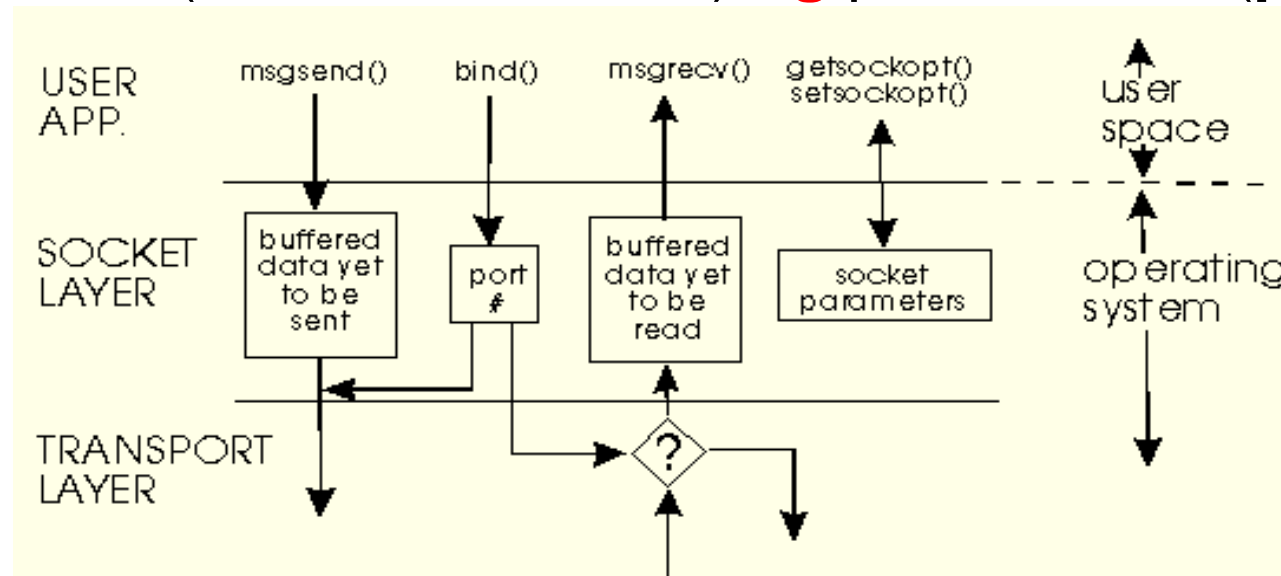 USER
APP.
msgsend()
bind()
msgrecv()
getsockopt()
setsockopt()
user
space
SOCKET
LAYER
buffered
data yet
to be
sent
port
#
buffered
data yet
to be
read
socket
parameters
operating
system
TRANSPORT
LAYER
?